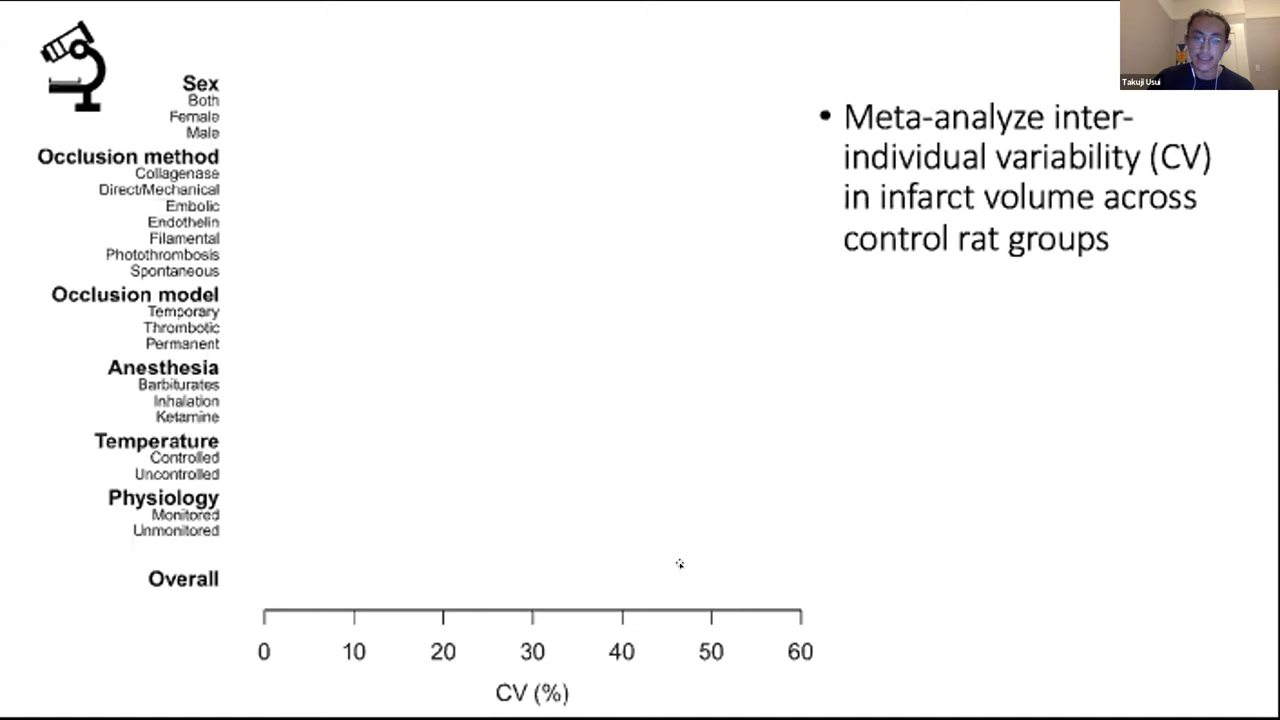 Takuji Usui
Sex
Both
Female
Male
Occlusion method
Collagenase
Direct/Mechanical
Embolic
Endothelin
Filamental
Photothrombosis
Spontaneous
Occlusion model
Temporary
Thrombotic
Permanent
Anesthesia
Barbiturates
Inhalation
Ketamine
Temperature
Controlled
Uncontrolled
Physiology
Monitored
Unmonitored
Overall
0 10 20 30 40 50 60
CV (%)
• Meta-analyze inter-
individual variability (CV)
in infarct volume across
control rat groups